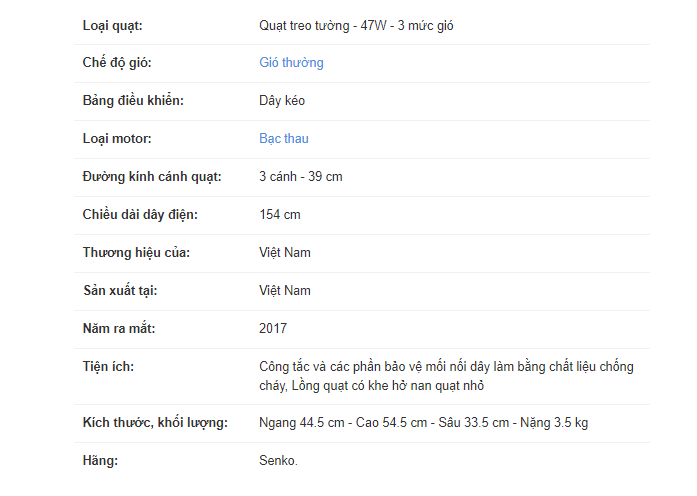 Loại quạt: Quạt treo tường - 47W - 3 mức gió
Chế độ gió: Gió thường
Bảng điều khiển: Dây kéo
Loại motor: Bạc thau
Đường kính cánh quạt: 3 cánh - 39 cm
Chiều dài dây điện: 154 cm
Thương hiệu của: Việt Nam
Sản xuất tại: Việt Nam
Năm ra mắt: 2017
Tiện ích: Công tắc và các phần bảo vệ mối nối dây làm bằng chất liệu chống
cháy, Lồng quạt có khe hở nan quạt nhỏ
Kích thước, khối lượng: Ngang 44.5 cm - Cao 54.5 cm - Sâu 33.5 cm - Nặng 3.5 kg
Hãng: Senko.